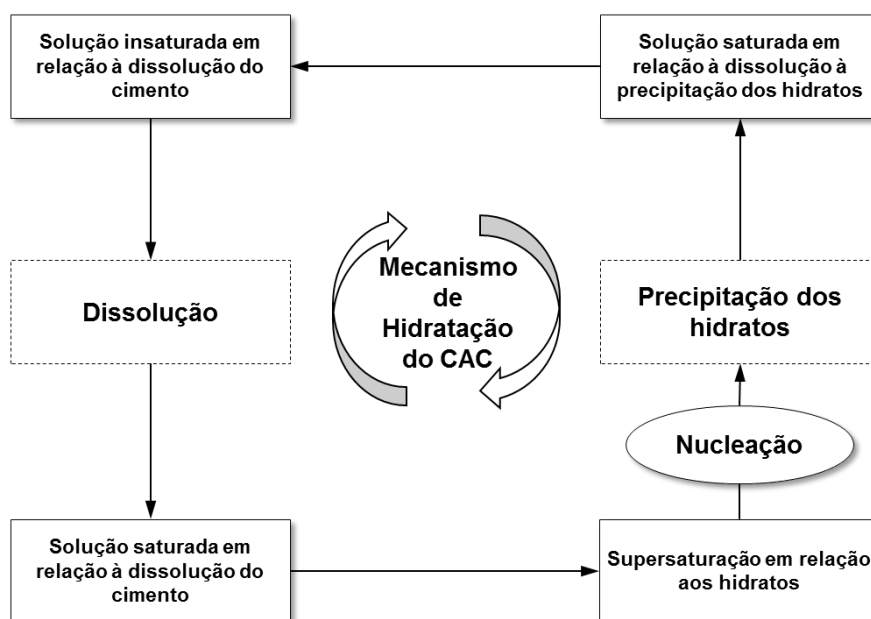 Solução insaturada em
relação à dissolução do
cimento
Solução saturada em
relação à dissolução à
precipitação dos hidratos
Dissolução
Mecanismo
de
Hidratação
do CAC
Precipitação dos
hidratos
Nucleação
Solução saturada em
relação à dissolução do
cimento
Supersaturação em relação
aos hidratos